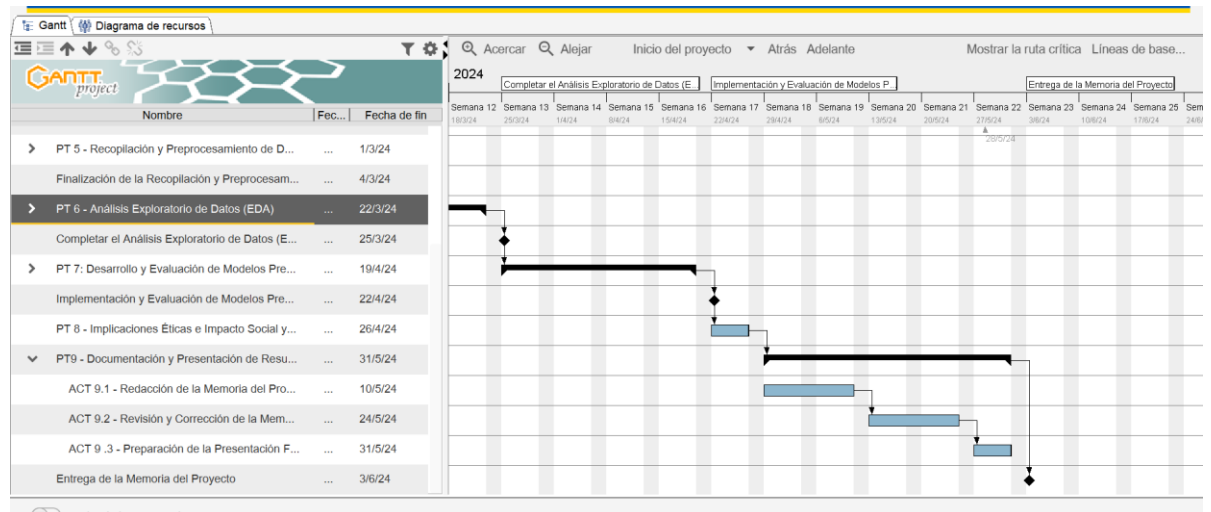 Gantt Diagrama de recursos
Acercar Alejar Inicio del proyecto Atrás Adelante Mostrar la ruta crítica Líneas de base...
GANTT project
2024
Completar el Análisis Exploratorio de Datos (E... Implementación y Evaluación de Modelos P... Entrega de la Memoria del Proyecto
Nombre Fec... Fecha de fin
Semana 12 Semana 13 Semana 14 Semana 15 Semana 16 Semana 17 Semana 18 Semana 19 Semana 20 Semana 21 Semana 22 Semana 23 Semana 24 Semana 25 Sem
18/3/24 25/3/24 1/4/24 8/4/24 15/4/24 22/4/24 29/4/24 6/5/24 13/5/24 20/5/24 27/5/24 3/6/24 10/6/24 17/6/24 24/6/
28/5/24
PT 5 - Recopilación y Preprocesamiento de D... ... 1/3/24
Finalización de la Recopilación y Preprocesam... ... 4/3/24
PT 6 - Análisis Exploratorio de Datos (EDA) ... 22/3/24
Completar el Análisis Exploratorio de Datos (E... ... 25/3/24
PT 7: Desarrollo y Evaluación de Modelos Pre... ... 19/4/24
Implementación y Evaluación de Modelos Pre... ... 22/4/24
PT 8 - Implicaciones Éticas e Impacto Social y... ... 26/4/24
PT9 - Documentación y Presentación de Resu... ... 31/5/24
ACT 9.1 - Redacción de la Memoria del Pro... ... 10/5/24
ACT 9.2 - Revisión y Corrección de la Mem... ... 24/5/24
ACT 9 .3 - Preparación de la Presentación F... ... 31/5/24
Entrega de la Memoria del Proyecto ... 3/6/24